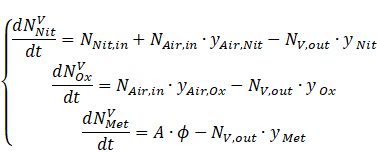 dN^V_Nit/dt = N_Nit,in + N_Air,in · y_Air,Nit − N_V,out · y_Nit
dN^V_Ox/dt = N_Air,in · y_Air,Ox − N_V,out · y_Ox
dN^V_Met/dt = A · ϕ − N_V,out · y_Met